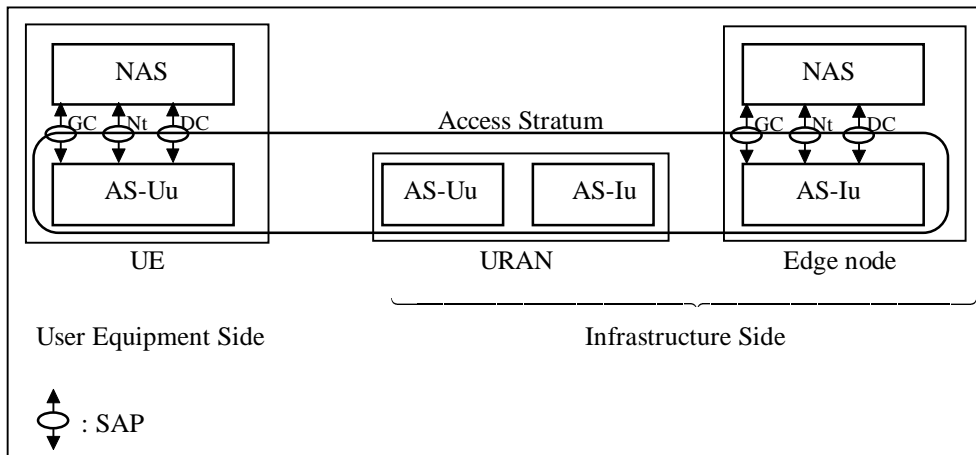 NAS
NAS
GC Nt DC
Access Stratum
GC Nt DC
AS-Uu
AS-Uu
AS-Iu
AS-Iu
UE
URAN
Edge node
User Equipment Side
Infrastructure Side
: SAP